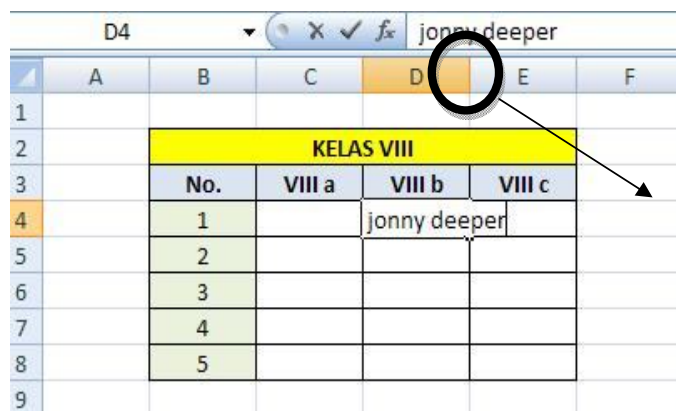 D4 fx jonny deeper
A B C D E F
1
2 KELAS VIII
3 No. VIII a VIII b VIII c
4 1 jonny deeper
5 2
6 3
7 4
8 5
9